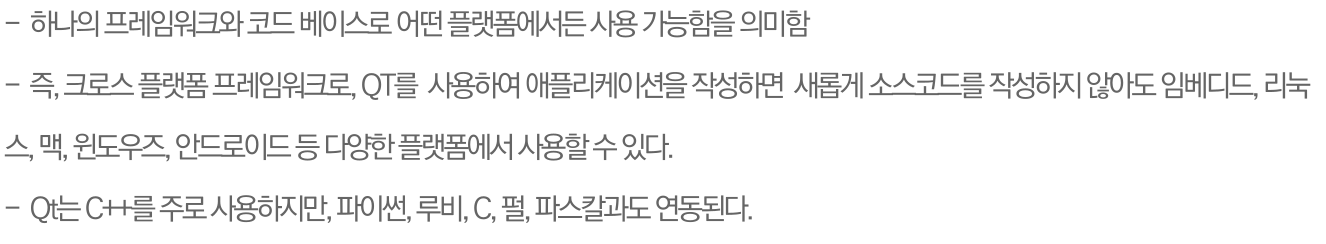 - 하나의 프레임워크와 코드 베이스로 어떤 플랫폼에서든 사용 가능함을 의미함
- 즉, 크로스 플랫폼 프레임워크로, QT를 사용하여 애플리케이션을 작성하면 새롭게 소스코드를 작성하지 않아도 임베디드, 리눅
스, 맥, 윈도우즈, 안드로이드 등 다양한 플랫폼에서 사용할 수 있다.
- Qt는 C++를 주로 사용하지만, 파이썬, 루비, C, 펄, 파스칼과도 연동된다.